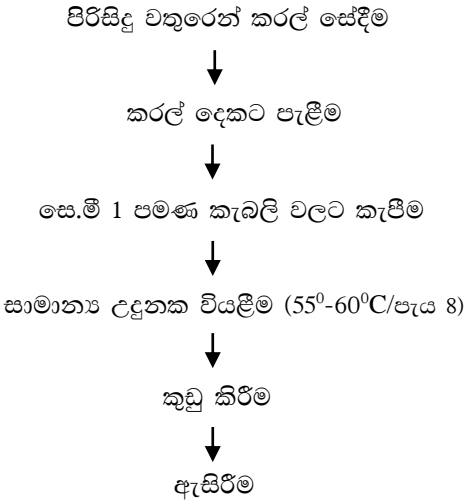 පිරිසිදු වතුරෙන් කරල් සේදීම
කරල් දෙකට පැළීම
සෙ.මී 1 පමණ කැබලි වලට කැපීම
සාමාන්‍ය උදුනක වියළීම (55⁰-60⁰C/පැය 8)
කුඩු කිරීම
ඇසිරීම